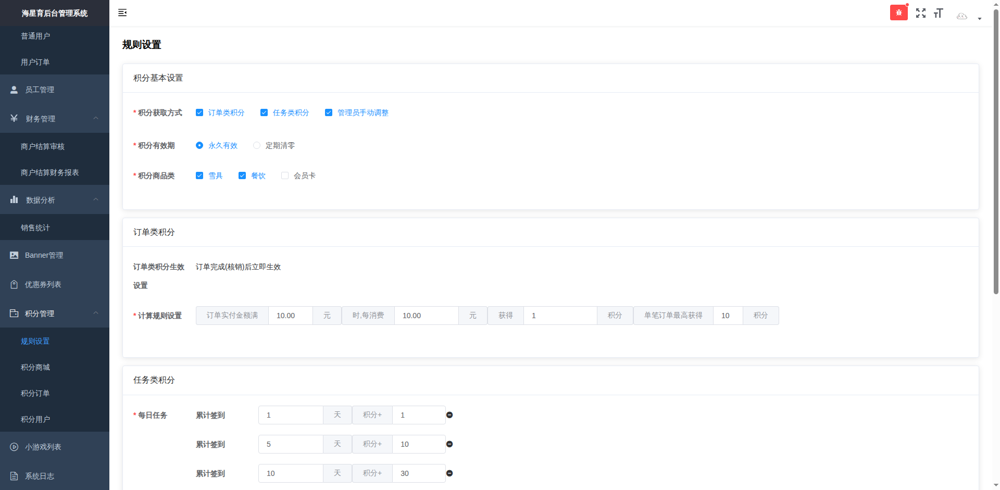 海星育后台管理系统
普通用户
用户订单
员工管理
财务管理
商户结算审核
商户结算财务报表
数据分析
销售统计
Banner管理
优惠券列表
积分管理
规则设置
积分商城
积分订单
积分用户
小游戏列表
系统日志
规则设置
积分基本设置
* 积分获取方式 订单类积分 任务类积分 管理员手动调整
* 积分有效期 永久有效 定期清零
* 积分商品类 雪具 餐饮 会员卡
订单类积分
订单类积分生效 订单完成(核销)后立即生效
设置
* 计算规则设置 订单实付金额满 10.00 元 时,每消费 10.00 元 获得 1 积分 单笔订单最高获得 10 积分
任务类积分
* 每日任务 累计签到 1 天 积分+ 1
累计签到 5 天 积分+ 10
累计签到 10 天 积分+ 30